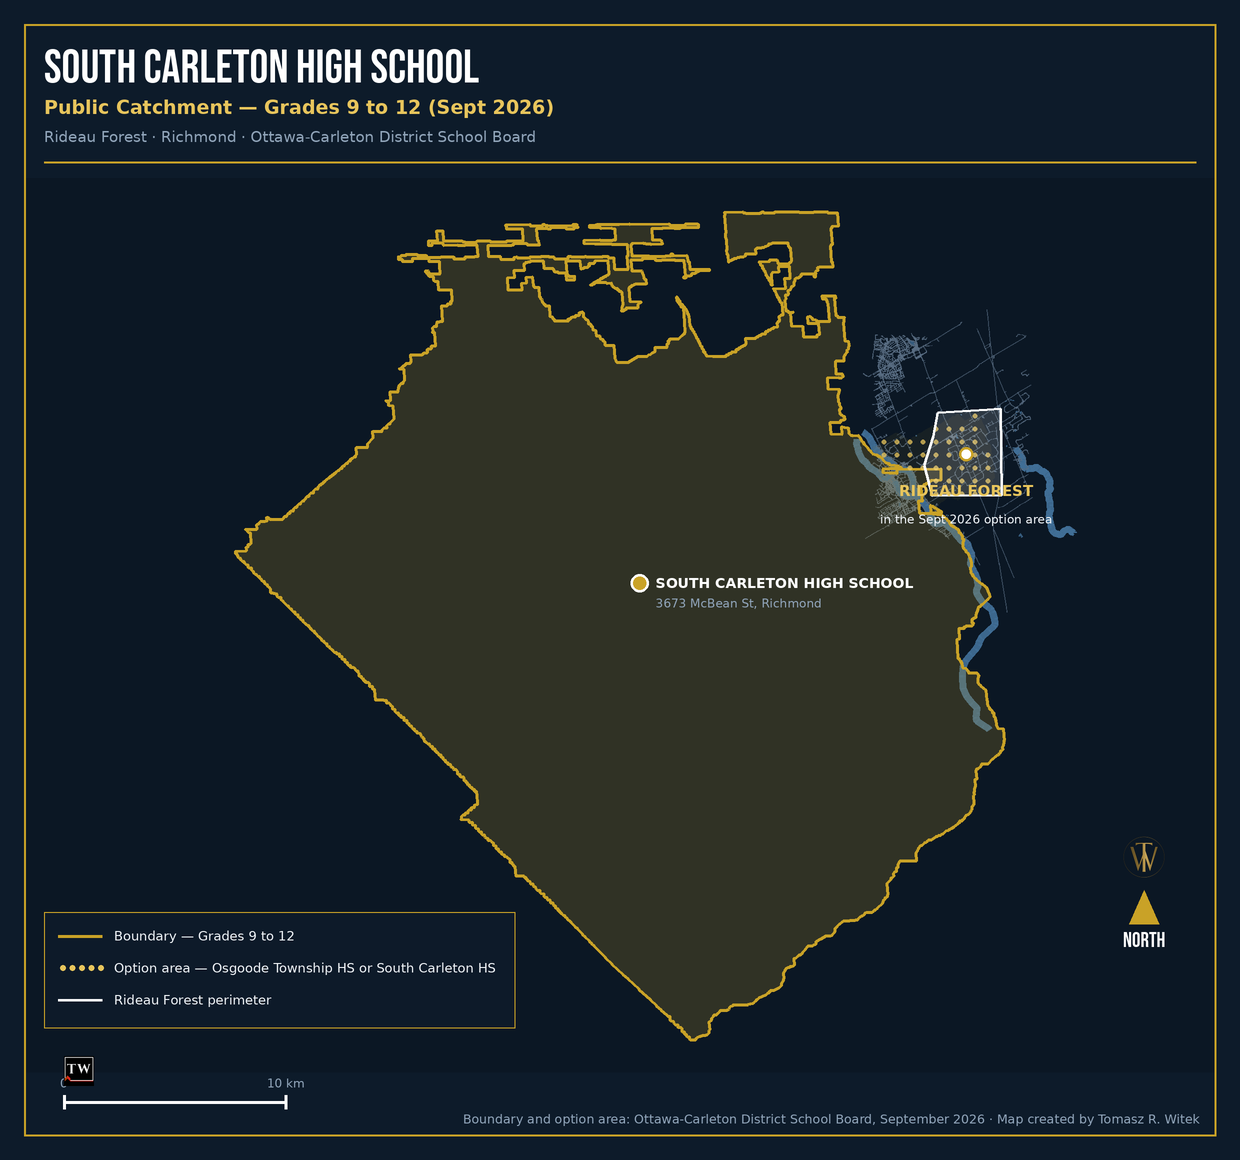 SOUTH CARLETON HIGH SCHOOL
Public Catchment — Grades 9 to 12 (Sept 2026)
Rideau Forest · Richmond · Ottawa-Carleton District School Board
RIDEAU FOREST
in the Sept 2026 option area
SOUTH CARLETON HIGH SCHOOL
3673 McBean St, Richmond
TW
NORTH
Boundary — Grades 9 to 12
Option area — Osgoode Township HS or South Carleton HS
Rideau Forest perimeter
TW
0 10 km
Boundary and option area: Ottawa-Carleton District School Board, September 2026 · Map created by Tomasz R. Witek